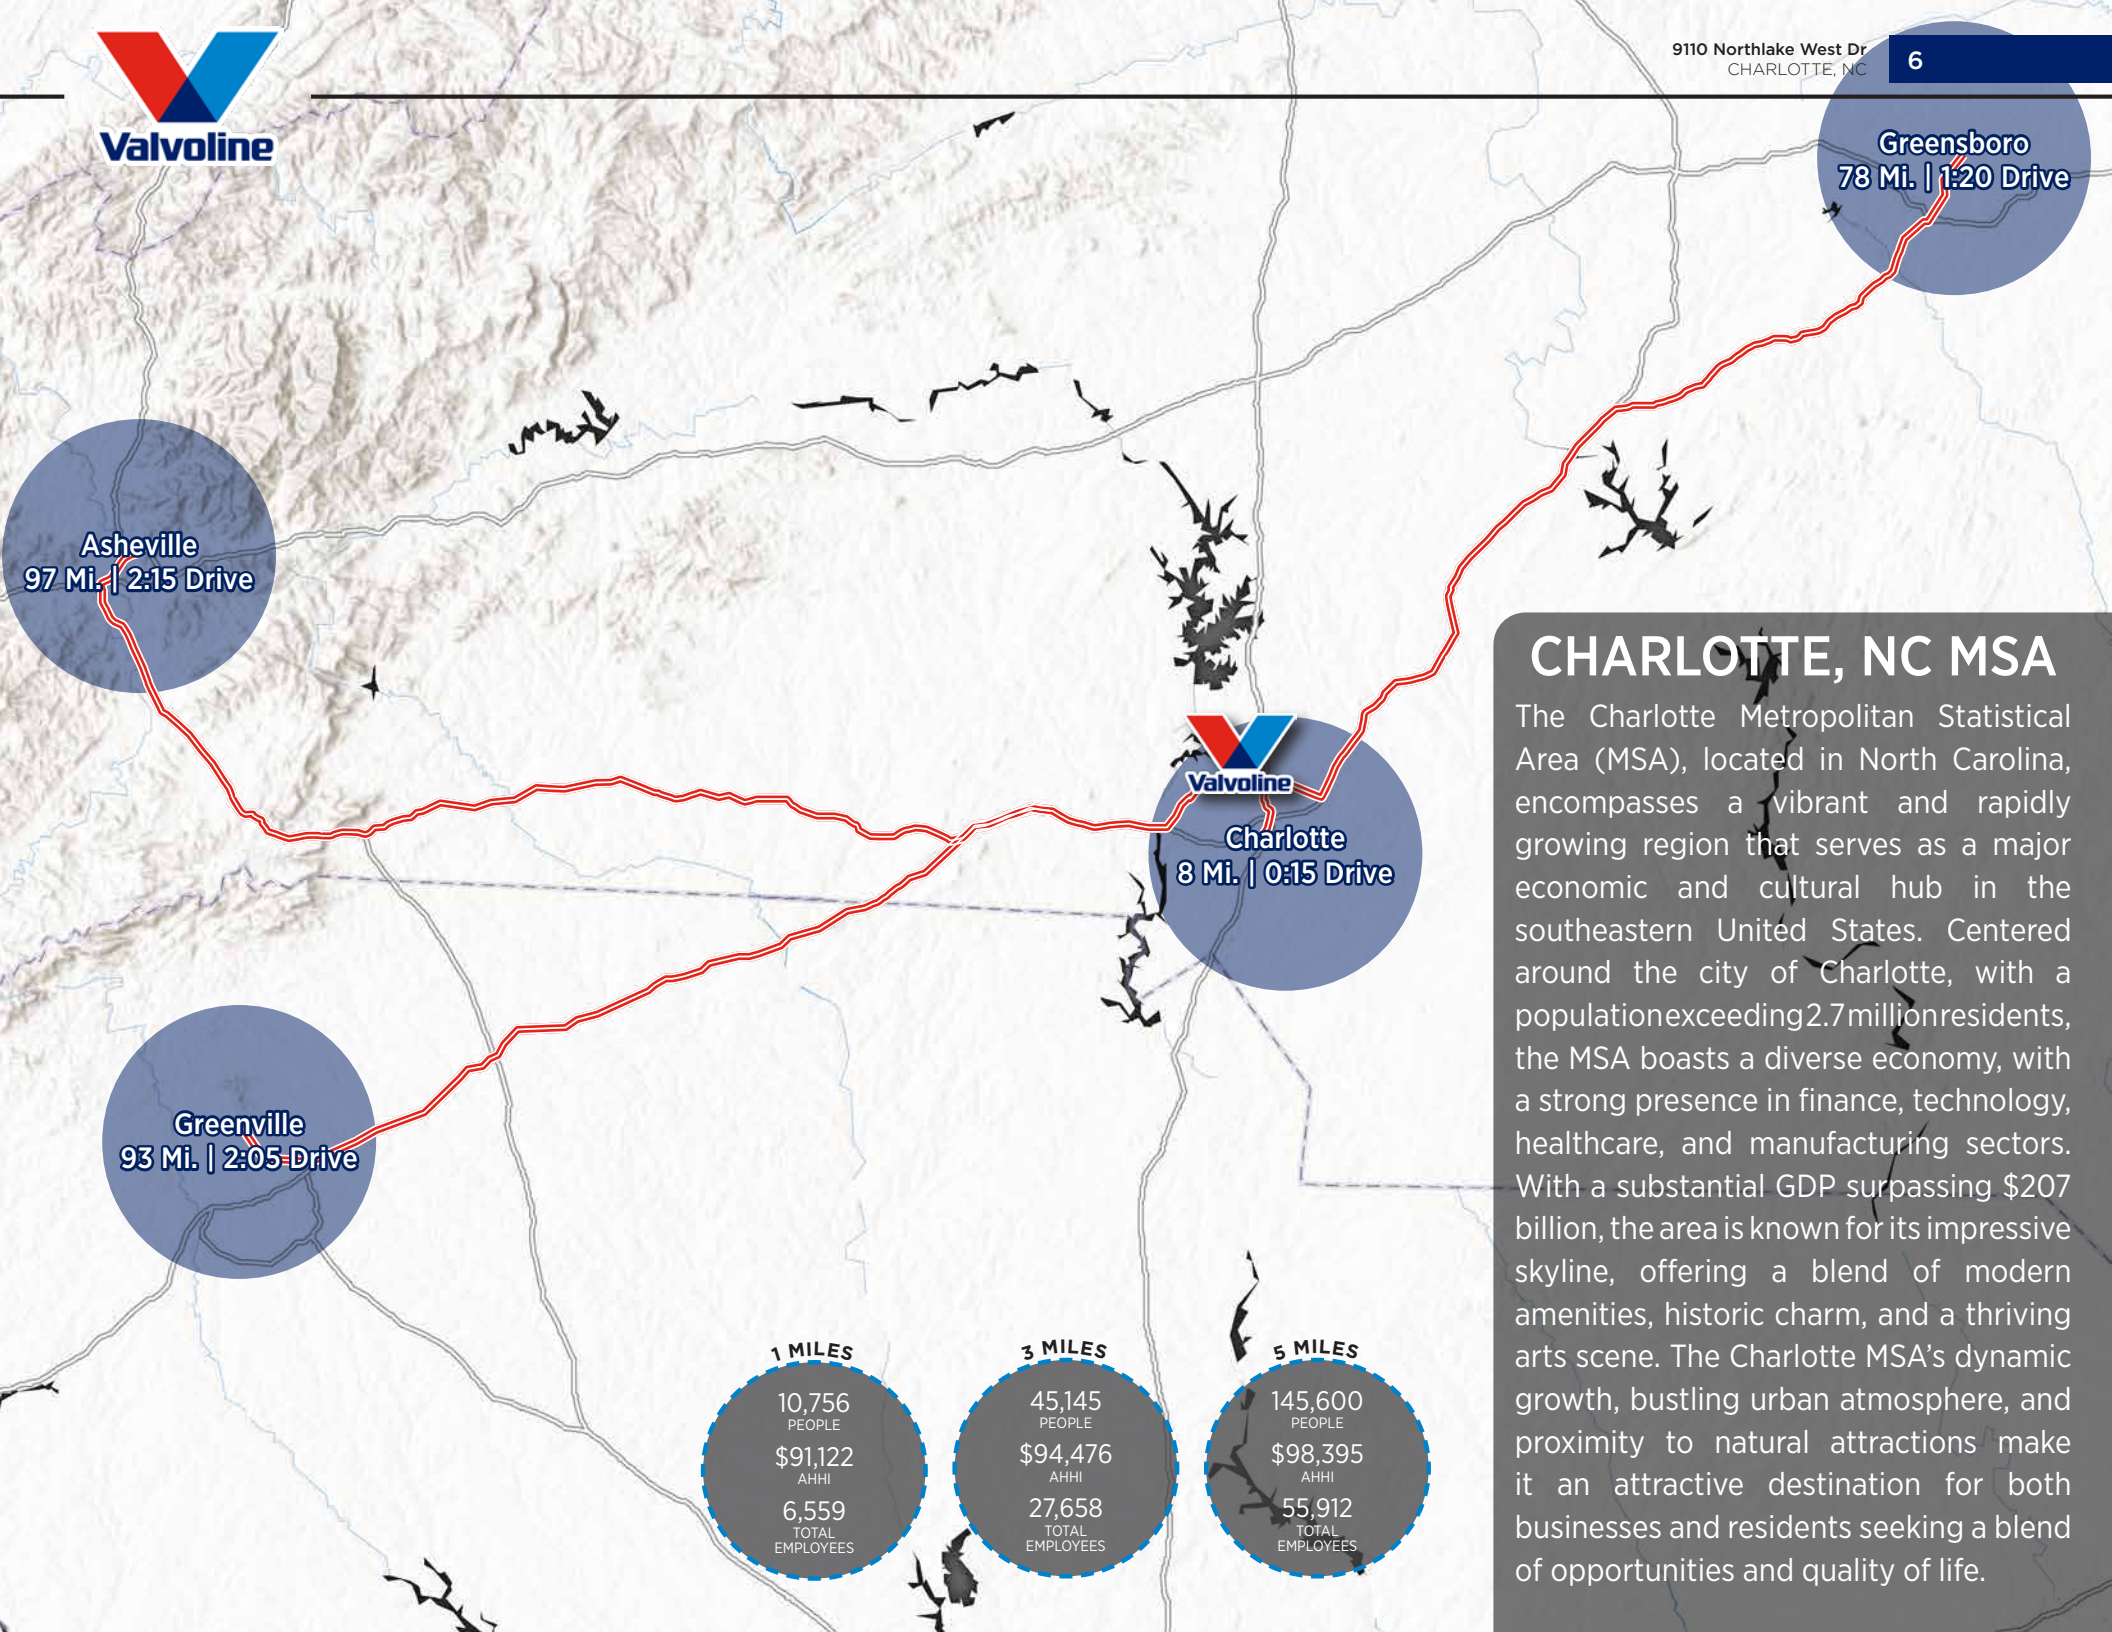 Valvoline
9110 Northlake West Dr
CHARLOTTE, NC
6
Greensboro
78 Mi. | 1:20 Drive
Asheville
97 Mi. | 2:15 Drive
Valvoline
Charlotte
8 Mi. | 0:15 Drive
Greenville
93 Mi. | 2:05 Drive
CHARLOTTE, NC MSA
The Charlotte Metropolitan Statistical
Area (MSA), located in North Carolina,
encompasses a vibrant and rapidly
growing region that serves as a major
economic and cultural hub in the
southeastern United States. Centered
around the city of Charlotte, with a
population exceeding 2.7 million residents,
the MSA boasts a diverse economy, with
a strong presence in finance, technology,
healthcare, and manufacturing sectors.
With a substantial GDP surpassing $207
billion, the area is known for its impressive
skyline, offering a blend of modern
amenities, historic charm, and a thriving
arts scene. The Charlotte MSA's dynamic
growth, bustling urban atmosphere, and
proximity to natural attractions make
it an attractive destination for both
businesses and residents seeking a blend
of opportunities and quality of life.
1 MILES
10,756
PEOPLE
$91,122
AHHI
6,559
TOTAL
EMPLOYEES
3 MILES
45,145
PEOPLE
$94,476
AHHI
27,658
TOTAL
EMPLOYEES
5 MILES
145,600
PEOPLE
$98,395
AHHI
55,912
TOTAL
EMPLOYEES